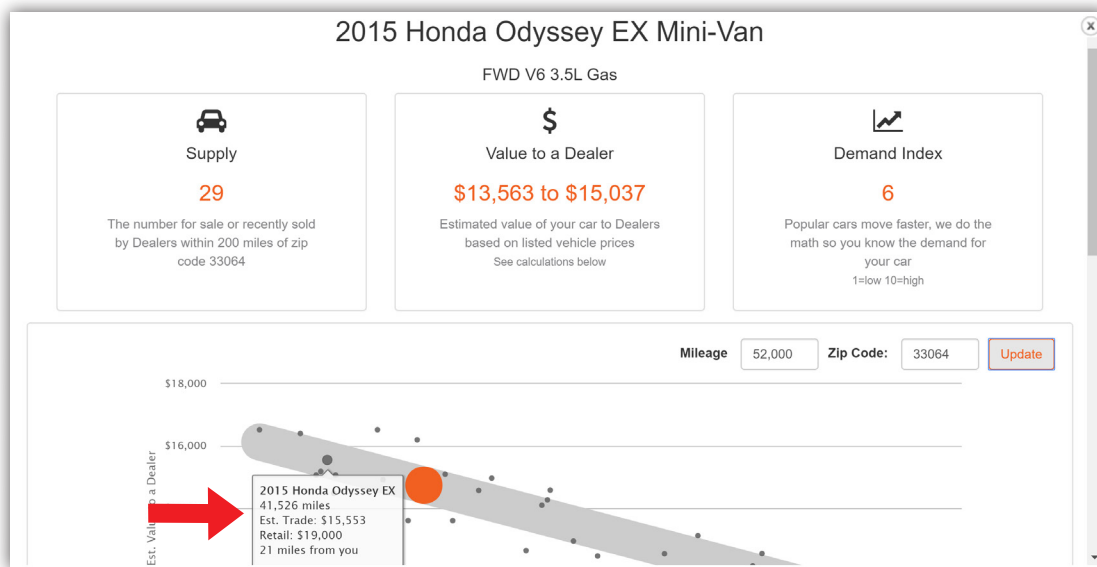 2015 Honda Odyssey EX Mini-Van
x
FWD V6 3.5L Gas
Supply
29
The number for sale or recently sold
by Dealers within 200 miles of zip
code 33064
$
Value to a Dealer
$13,563 to $15,037
Estimated value of your car to Dealers
based on listed vehicle prices
See calculations below
Demand Index
6
Popular cars move faster, we do the
math so you know the demand for
your car
1=low 10=high
Mileage 52,000 Zip Code: 33064 Update
$18,000
$16,000
Est. Value to a Dealer
2015 Honda Odyssey EX
41,526 miles
Est. Trade: $15,553
Retail: $19,000
21 miles from you